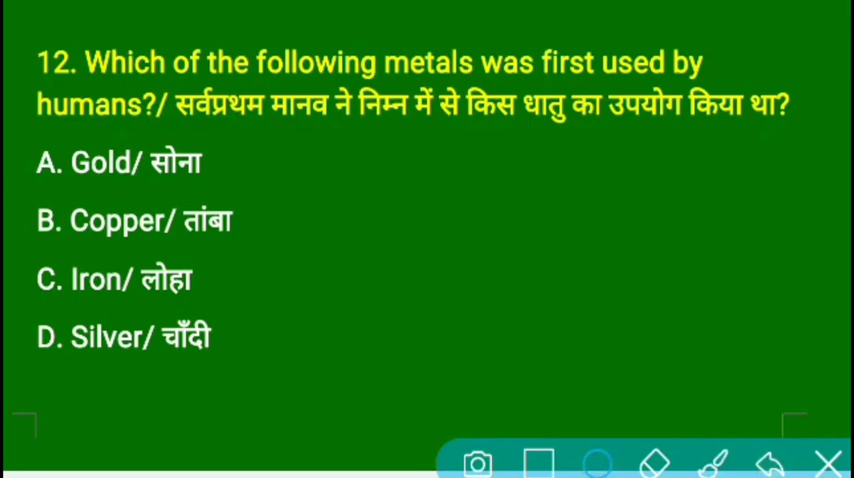 12. Which of the following metals was first used by
humans?/ सर्वप्रथम मानव ने निम्न में से किस धातु का उपयोग किया था?
A. Gold/ सोना
B. Copper/ तांबा
C. Iron/ लोहा
D. Silver/ चाँदी